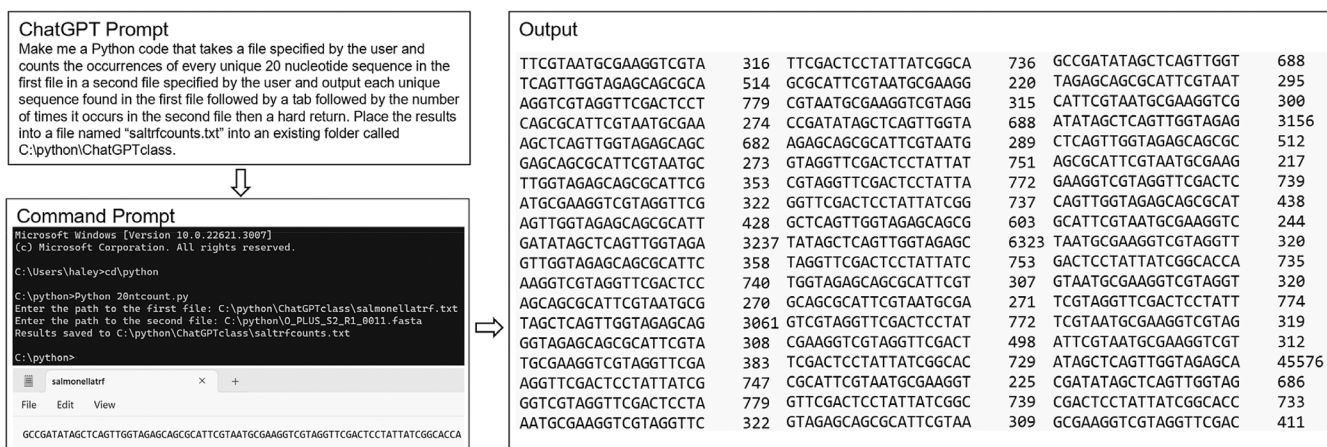 ChatGPT Prompt
Make me a Python code that takes a file specified by the user and
counts the occurrences of every unique 20 nucleotide sequence in the
first file in a second file specified by the user and output each unique
sequence found in the first file followed by a tab followed by the number
of times it occurs in the second file then a hard return. Place the results
into a file named “saltrfcounts.txt” into an existing folder called
C:\python\ChatGPTclass.
Command Prompt
Microsoft Windows [Version 10.0.22621.3007]
(c) Microsoft Corporation. All rights reserved.
C:\Users\haley>cd\python
C:\python>Python 20ntcount.py
Enter the path to the first file: C:\python\ChatGPTclass\salmonellatrf.txt
Enter the path to the second file: C:\python\O_PLUS_S2_R1_0011.fasta
Results saved to C:\python\ChatGPTclass\saltrfcounts.txt
C:\python>
salmonellatrf × +
File Edit View
GCCGATATAGCTCAGTTGGTAGAGCAGCGCATTCGTAATGCGAAGGTCGTAGGTTCGACTCCTATTATCGGCACCA
Output
TTCGTAATGCGAAGGTCGTA 316 TTCGACTCCTATTATCGGCA 736 GCCGATATAGCTCAGTTGGT 688
TCAGTTGGTAGAGCAGCGCA 514 GCGCATTCGTAATGCGAAGG 220 TAGAGCAGCGCATTCGTAAT 295
AGGTCGTAGGTTCGACTCCT 779 CGTAATGCGAAGGTCGTAGG 315 CATTCGTAATGCGAAGGTCG 300
CAGCGCATTCGTAATGCGAA 274 CCGATATAGCTCAGTTGGTA 688 ATATAGCTCAGTTGGTAGAG 3156
AGCTCAGTTGGTAGAGCAGC 682 AGAGCAGCGCATTCGTAATG 289 CTCAGTTGGTAGAGCAGCGC 512
GAGCAGCGCATTCGTAATGC 273 GTAGGTTCGACTCCTATTAT 751 AGCGCATTCGTAATGCGAAG 217
TTGGTAGAGCAGCGCATTCG 353 CGTAGGTTCGACTCCTATTA 772 GAAGGTCGTAGGTTCGACTC 739
ATGCGAAGGTCGTAGGTTCG 322 GGTTCGACTCCTATTATCGG 737 CAGTTGGTAGAGCAGCGCAT 438
AGTTGGTAGAGCAGCGCATT 428 GCTCAGTTGGTAGAGCAGCG 603 GCATTCGTAATGCGAAGGTC 244
GATATAGCTCAGTTGGTAGA 3237 TATAGCTCAGTTGGTAGAGC 6323 TAATGCGAAGGTCGTAGGTT 320
GTTGGTAGAGCAGCGCATTC 358 TAGGTTCGACTCCTATTATC 753 GACTCCTATTATCGGCACCA 735
AAGGTCGTAGGTTCGACTCC 740 TGGTAGAGCAGCGCATTCGT 307 GTAATGCGAAGGTCGTAGGT 320
AGCAGCGCATTCGTAATGCG 270 GCAGCGCATTCGTAATGCGA 271 TCGTAGGTTCGACTCCTATT 774
TAGCTCAGTTGGTAGAGCAG 3061 GTCGTAGGTTCGACTCCTAT 772 TCGTAATGCGAAGGTCGTAG 319
GGTAGAGCAGCGCATTCGTA 308 CGAAGGTCGTAGGTTCGACT 498 ATTCGTAATGCGAAGGTCGT 312
TGCGAAGGTCGTAGGTTCGA 383 TCGACTCCTATTATCGGCAC 729 ATAGCTCAGTTGGTAGAGCA 45576
AGGTTCGACTCCTATTATCG 747 CGCATTCGTAATGCGAAGGT 225 CGATATAGCTCAGTTGGTAG 686
GGTCGTAGGTTCGACTCCTA 779 GTTCGACTCCTATTATCGGC 739 CGACTCCTATTATCGGCACC 733
AATGCGAAGGTCGTAGGTTC 322 GTAGAGCAGCGCATTCGTAA 309 GCGAAGGTCGTAGGTTCGAC 411